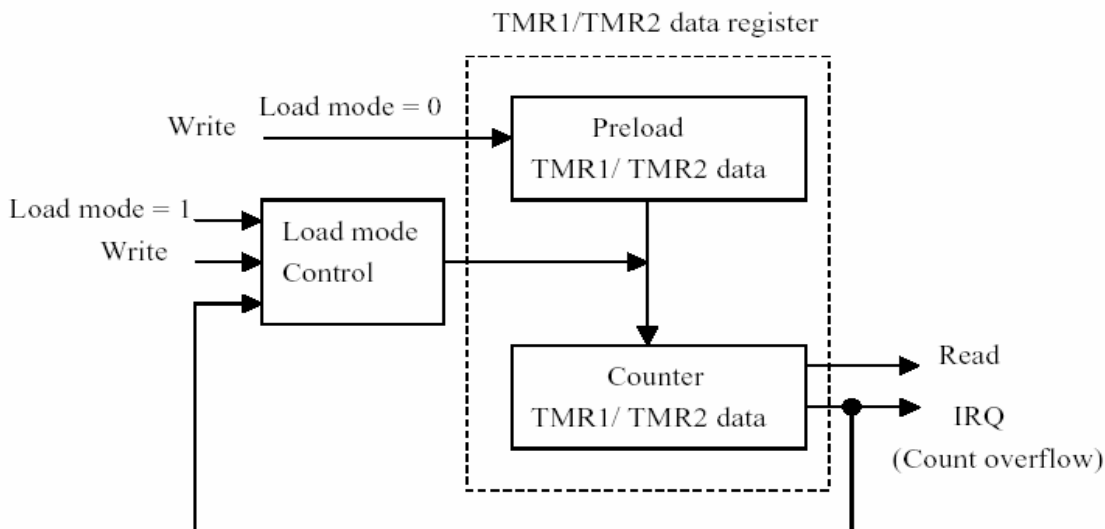 TMR1/TMR2 data register
Load mode = 0
Write
Preload
TMR1/ TMR2 data
Load mode = 1
Write
Load mode
Control
Counter
TMR1/ TMR2 data
Read
IRQ
(Count overflow)